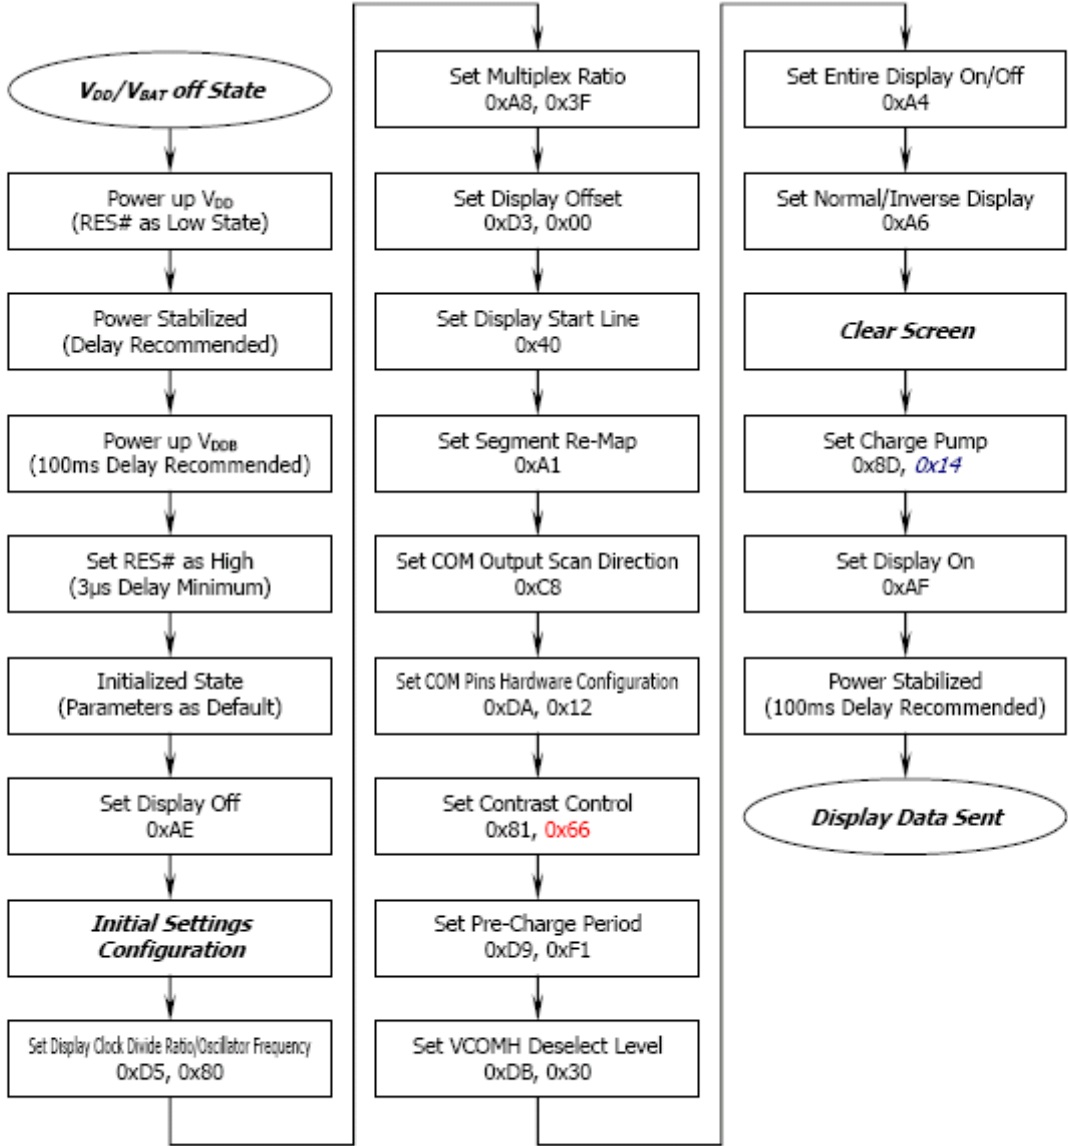 V_DD/V_BAT off State
Power up V_DD
(RES# as Low State)
Power Stabilized
(Delay Recommended)
Power up V_DDB
(100ms Delay Recommended)
Set RES# as High
(3μs Delay Minimum)
Initialized State
(Parameters as Default)
Set Display Off
0xAE
Initial Settings
Configuration
Set Display Clock Divide Ratio/Oscillator Frequency
0xD5, 0x80
Set Multiplex Ratio
0xA8, 0x3F
Set Display Offset
0xD3, 0x00
Set Display Start Line
0x40
Set Segment Re-Map
0xA1
Set COM Output Scan Direction
0xC8
Set COM Pins Hardware Configuration
0xDA, 0x12
Set Contrast Control
0x81, 0x66
Set Pre-Charge Period
0xD9, 0xF1
Set VCOMH Deselect Level
0xDB, 0x30
Set Entire Display On/Off
0xA4
Set Normal/Inverse Display
0xA6
Clear Screen
Set Charge Pump
0x8D, 0x14
Set Display On
0xAF
Power Stabilized
(100ms Delay Recommended)
Display Data Sent